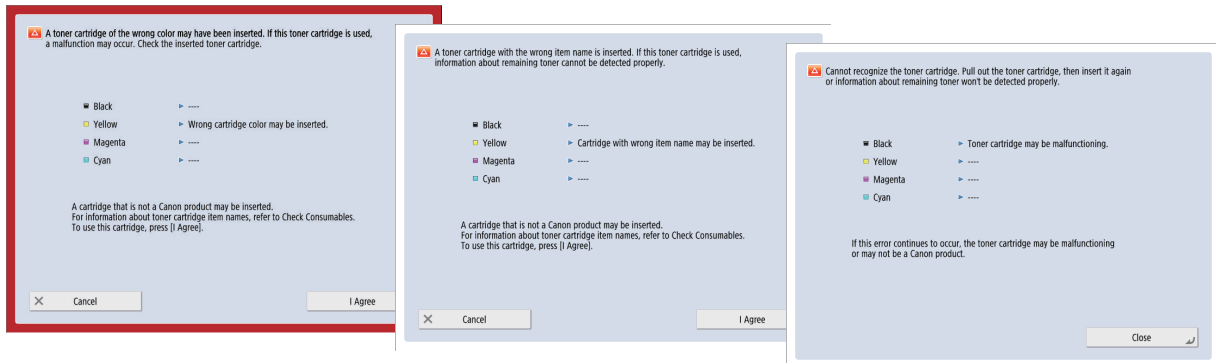 A toner cartridge of the wrong color may have been inserted. If this toner cartridge is used,
a malfunction may occur. Check the inserted toner cartridge.
Black ----
Yellow Wrong cartridge color may be inserted.
Magenta ----
Cyan ----
A cartridge that is not a Canon product may be inserted.
For information about toner cartridge item names, refer to Check Consumables.
To use this cartridge, press [I Agree].
Cancel
I Agree
A toner cartridge with the wrong item name is inserted. If this toner cartridge is used,
information about remaining toner cannot be detected properly.
Black ----
Yellow Cartridge with wrong item name may be inserted.
Magenta ----
Cyan ----
A cartridge that is not a Canon product may be inserted.
For information about toner cartridge item names, refer to Check Consumables.
To use this cartridge, press [I Agree].
Cancel
I Agree
Cannot recognize the toner cartridge. Pull out the toner cartridge, then insert it again
or information about remaining toner won't be detected properly.
Black Toner cartridge may be malfunctioning.
Yellow ----
Magenta ----
Cyan ----
If this error continues to occur, the toner cartridge may be malfunctioning
or may not be a Canon product.
Close